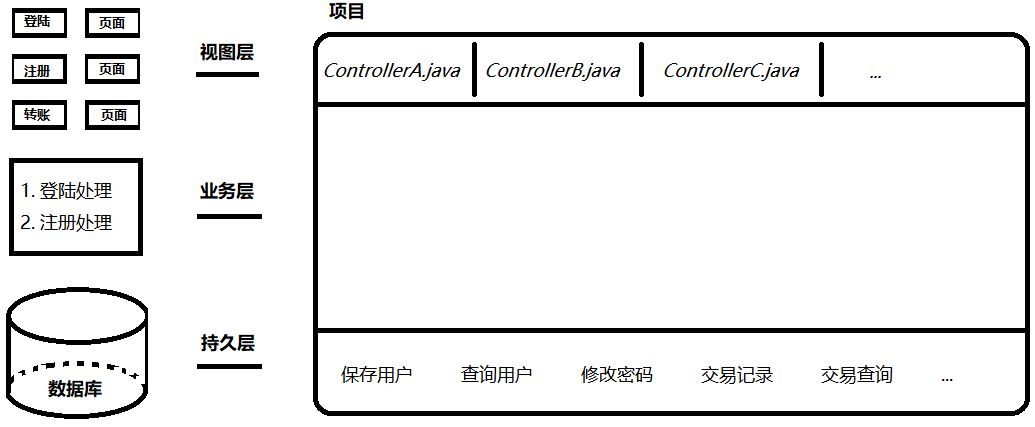 项目
登陆 页面
视图层
注册 页面
转账 页面
ControllerA.java ControllerB.java ControllerC.java ...
1. 登陆处理
2. 注册处理
业务层
持久层
数据库
保存用户 查询用户 修改密码 交易记录 交易查询 ...